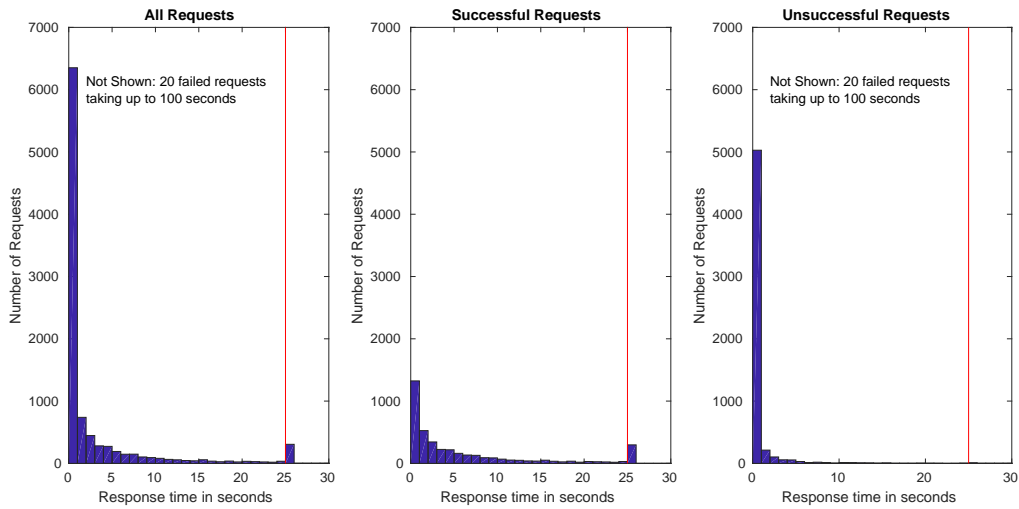 All Requests
Not Shown: 20 failed requests
taking up to 100 seconds
Number of Requests
7000
6000
5000
4000
3000
2000
1000
0
0 5 10 15 20 25 30
Response time in seconds
Successful Requests
Number of Requests
7000
6000
5000
4000
3000
2000
1000
0
0 5 10 15 20 25 30
Response time in seconds
Unsuccessful Requests
Not Shown: 20 failed requests
taking up to 100 seconds
Number of Requests
7000
6000
5000
4000
3000
2000
1000
0
0 10 20 30
Response time in seconds